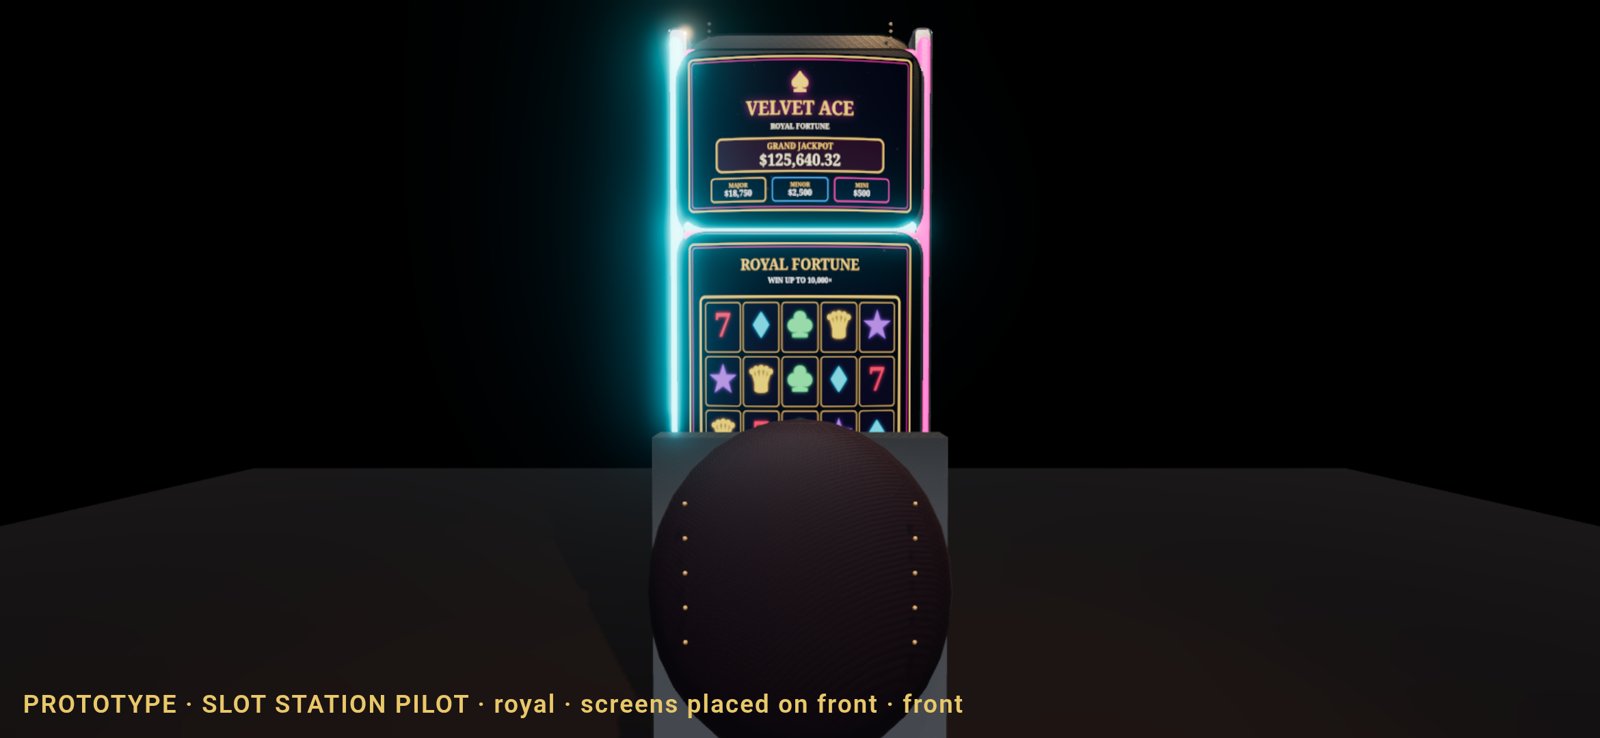 VELVET ACE
ROYAL FORTUNE
GRAND JACKPOT
$125,640.32
MAJOR
$18,750
MINOR
$2,500
MINI
$500
ROYAL FORTUNE
WIN UP TO 10,000×
7
7
PROTOTYPE · SLOT STATION PILOT · royal · screens placed on front · front